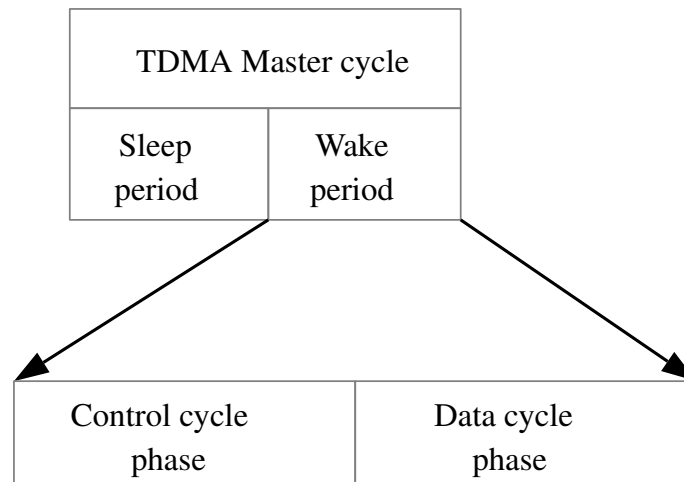 TDMA Master cycle
Sleep period
Wake period
Control cycle phase
Data cycle phase